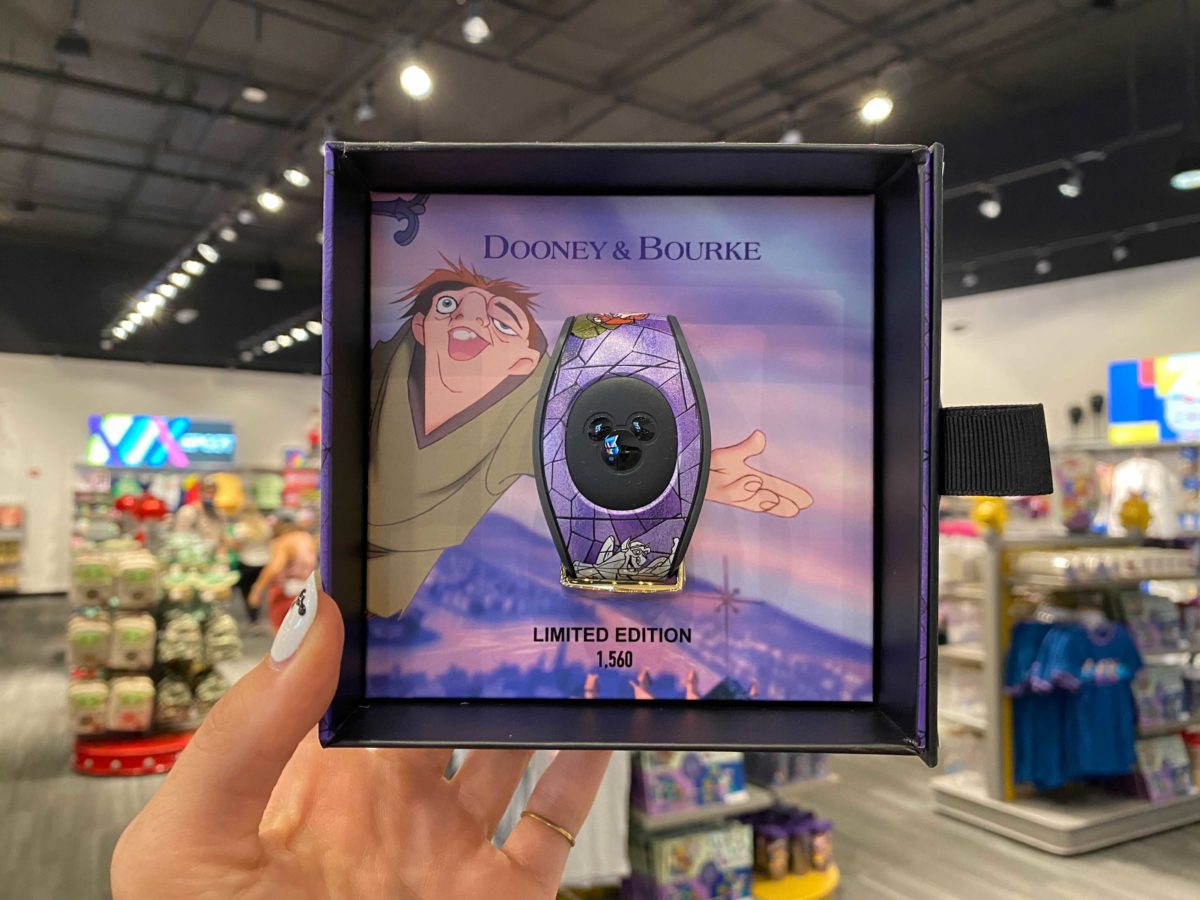 DOONEY & BOURKE
LIMITED EDITION
1,560